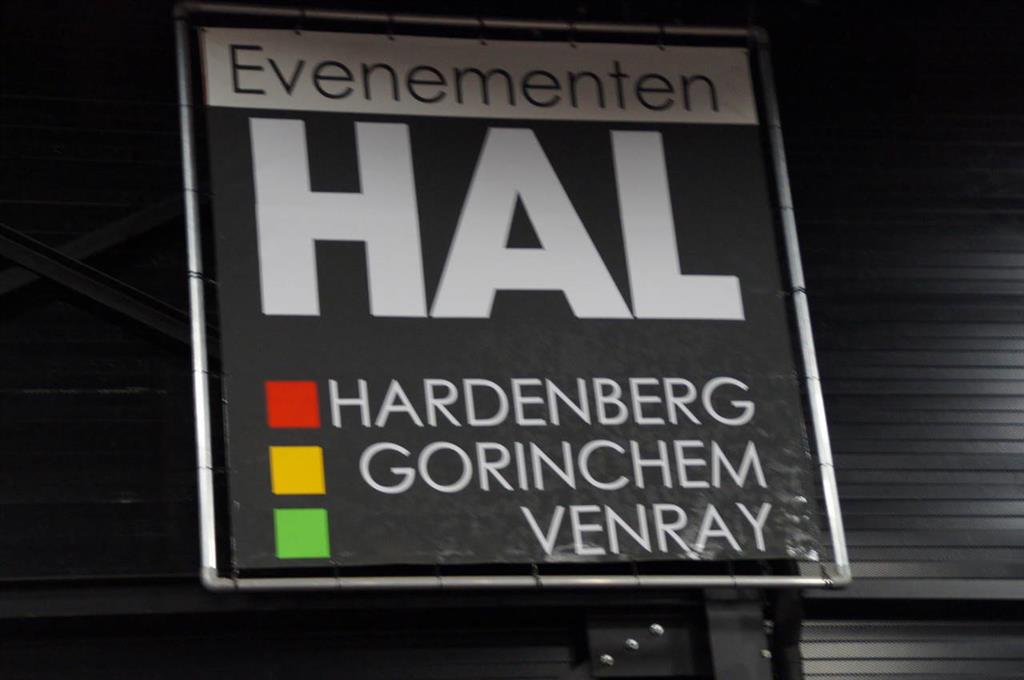 Evenementen
HAL
HARDENBERG
GORINCHEM
VENRAY